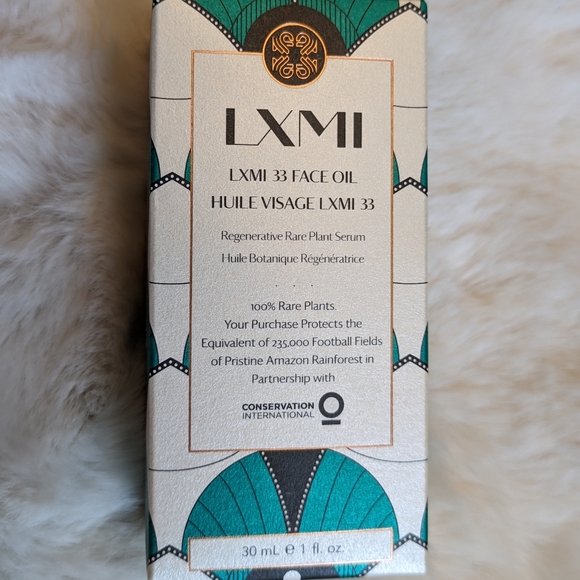 LXMI
LXMI 33 FACE OIL
HUILE VISAGE LXMI 33
Regenerative Rare Plant Serum
Huile Botanique Régénératrice
. . .
100% Rare Plants.
Your Purchase Protects the
Equivalent of 235,000 Football Fields
of Pristine Amazon Rainforest in
Partnership with
CONSERVATION
INTERNATIONAL
30 mL ℮ 1 fl. oz.